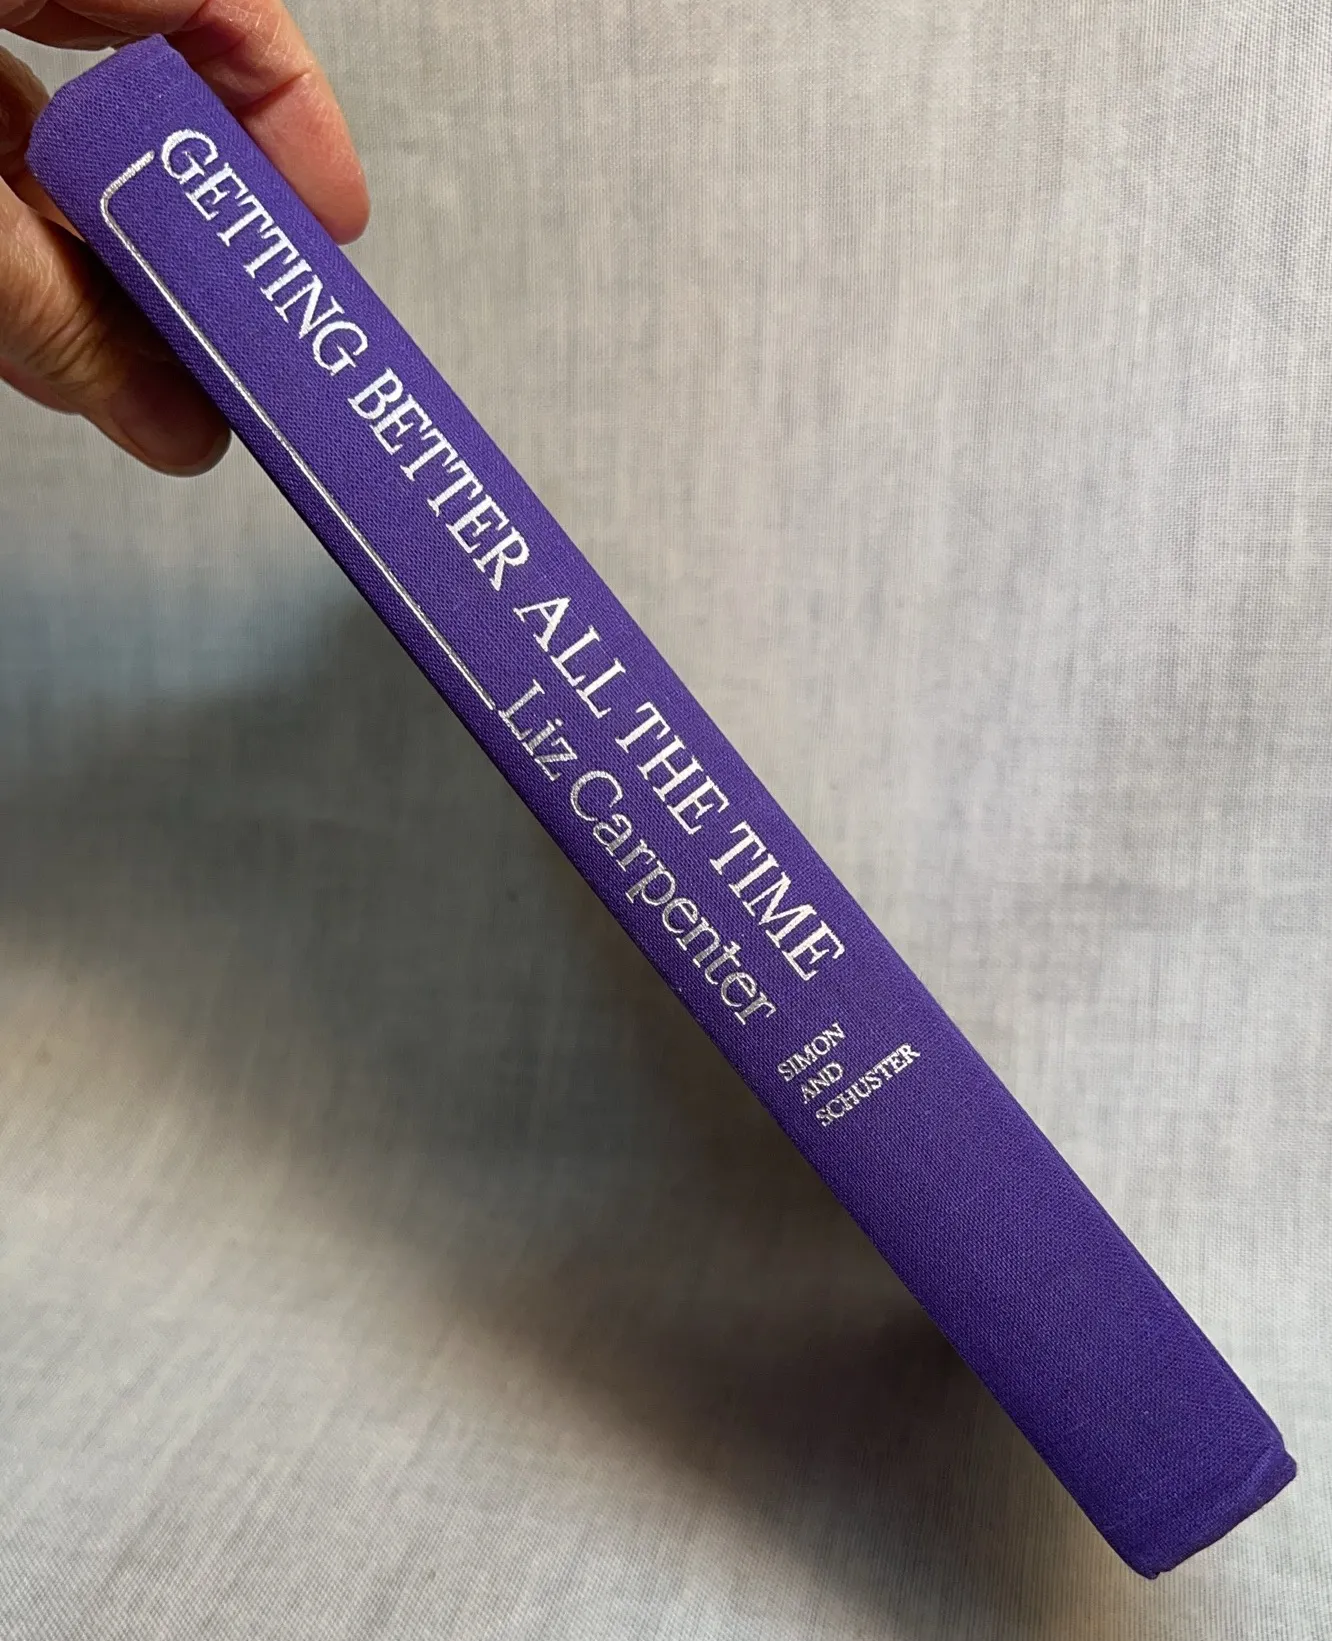 GETTING BETTER ALL THE TIME
Liz Carpenter
SIMON
AND
SCHUSTER